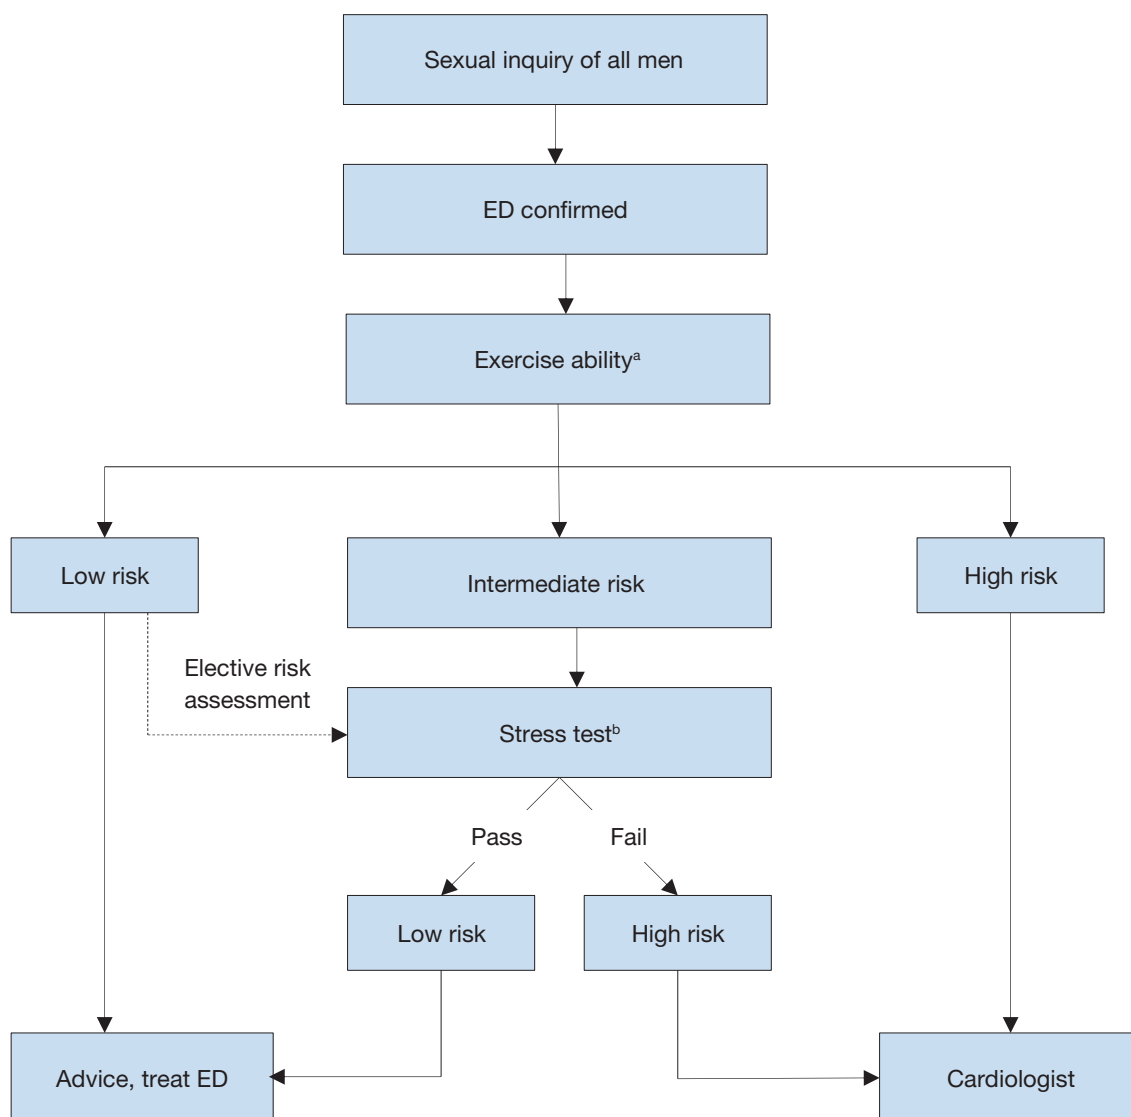 Sexual inquiry of all men
ED confirmed
Exercise abilityᵃ
Low risk
Intermediate risk
High risk
Elective risk
assessment
Stress testᵇ
Pass
Fail
Low risk
High risk
Advice, treat ED
Cardiologist